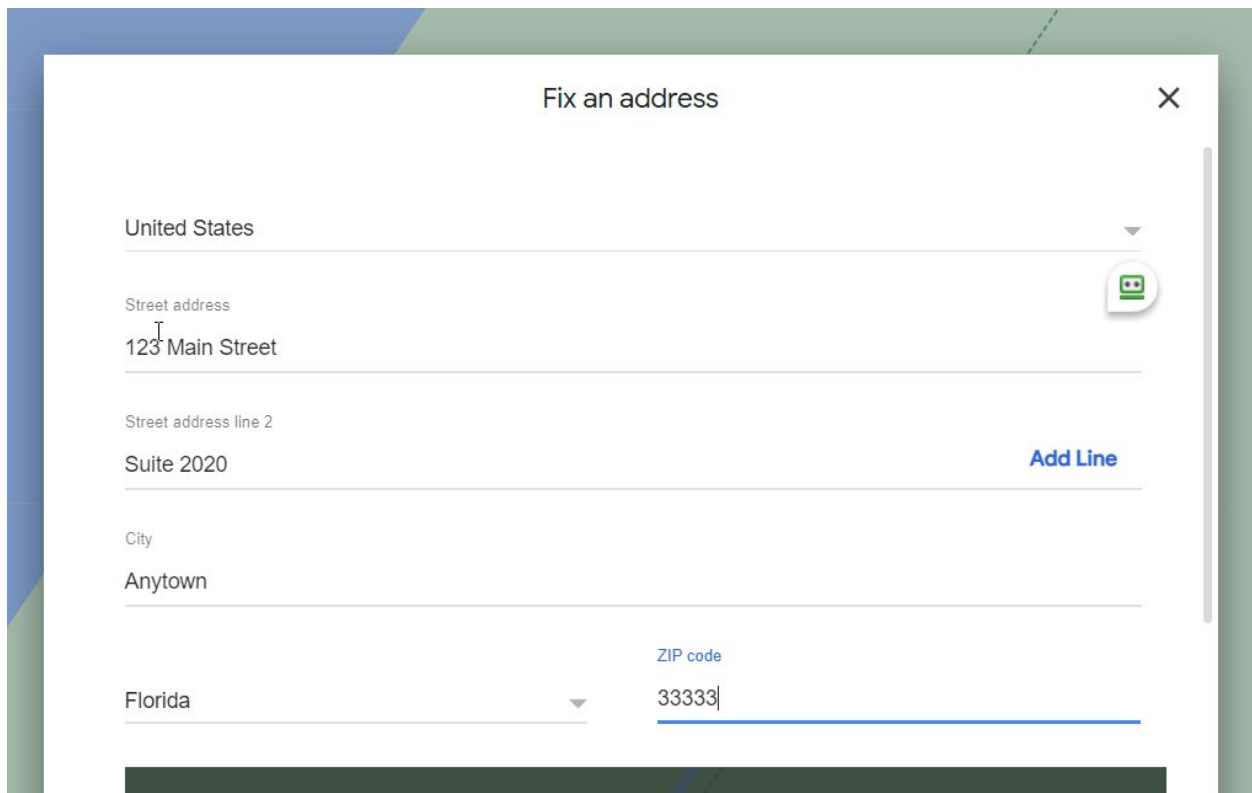 Fix an address
United States
Street address
123 Main Street
Street address line 2
Suite 2020
Add Line
City
Anytown
ZIP code
Florida
33333